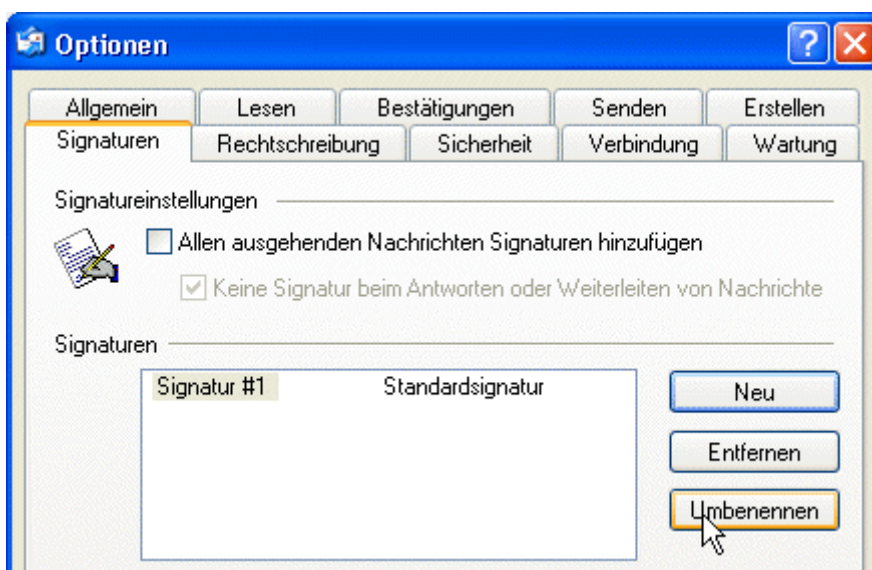 Optionen
Allgemein Lesen Bestätigungen Senden Erstellen
Signaturen Rechtschreibung Sicherheit Verbindung Wartung
Signatureinstellungen
Allen ausgehenden Nachrichten Signaturen hinzufügen
Keine Signatur beim Antworten oder Weiterleiten von Nachrichte
Signaturen
Signatur #1 Standardsignatur
Neu
Entfernen
Umbenennen